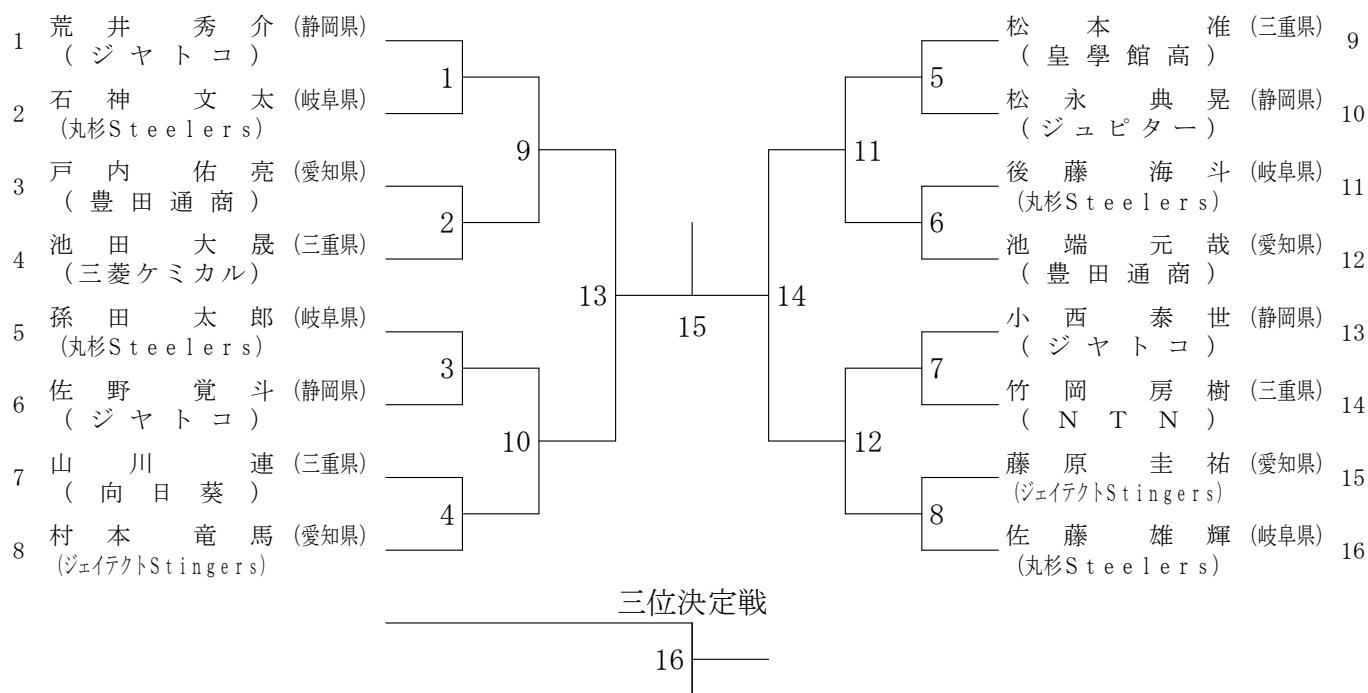 1 荒井 秀介 (静岡県)
(ジヤトコ)
2 石神 文太 (岐阜県)
(丸杉Steelers)
3 戸内 佑亮 (愛知県)
(豊田通商)
4 池田 大晟 (三重県)
(三菱ケミカル)
5 孫田 太郎 (岐阜県)
(丸杉Steelers)
6 佐野 覚斗 (静岡県)
(ジヤトコ)
7 山川 連 (三重県)
(向日葵)
8 村本 竜馬 (愛知県)
(ジェイテクトStingers)
1
2
3
4
9
10
13
15
14
11
12
5
6
7
8
松本 准 (三重県) 9
(皇學館高)
松永 典晃 (静岡県) 10
(ジュピター)
後藤 海斗 (岐阜県) 11
(丸杉Steelers)
池端 元哉 (愛知県) 12
(豊田通商)
小西 泰世 (静岡県) 13
(ジヤトコ)
竹岡 房樹 (三重県) 14
(NTN)
藤原 圭祐 (愛知県) 15
(ジェイテクトStingers)
佐藤 雄輝 (岐阜県) 16
(丸杉Steelers)
三位決定戦
16